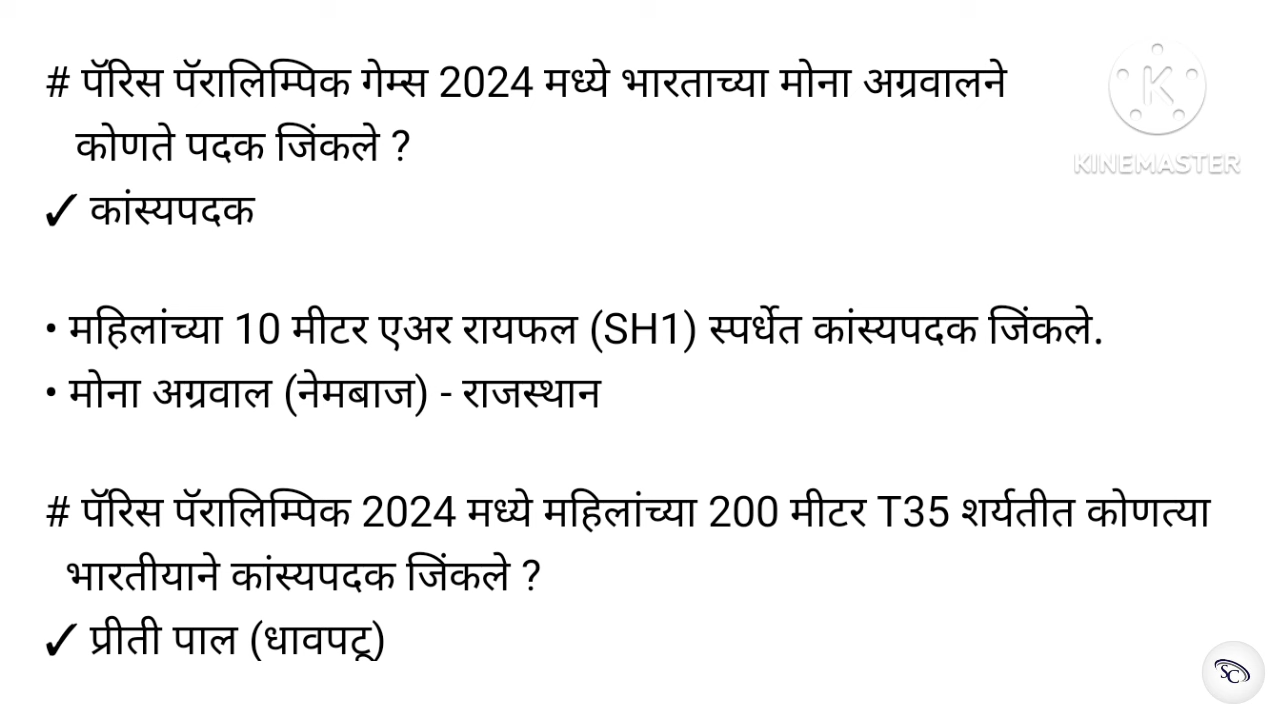 # पॅरिस पॅरालिम्पिक गेम्स 2024 मध्ये भारताच्या मोना अग्रवालने
कोणते पदक जिंकले ?
✓ कांस्यपदक
• महिलांच्या 10 मीटर एअर रायफल (SH1) स्पर्धेत कांस्यपदक जिंकले.
• मोना अग्रवाल (नेमबाज) - राजस्थान
# पॅरिस पॅरालिम्पिक 2024 मध्ये महिलांच्या 200 मीटर T35 शर्यतीत कोणत्या
भारतीयाने कांस्यपदक जिंकले ?
✓ प्रीती पाल (धावपटू)
K
KINEMASTER
SC